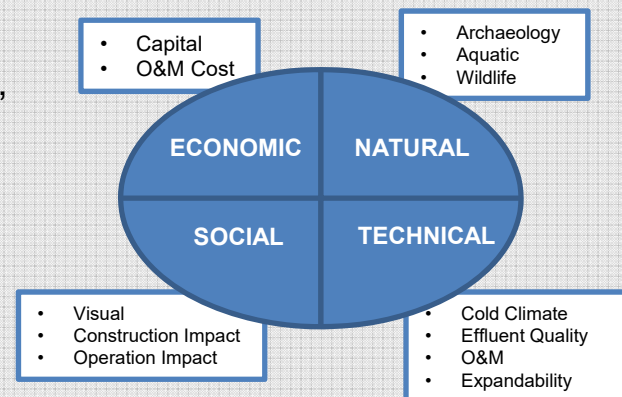 • Capital
• O&M Cost
• Archaeology
• Aquatic
• Wildlife
,
ECONOMIC
NATURAL
SOCIAL
TECHNICAL
• Visual
• Construction Impact
• Operation Impact
• Cold Climate
• Effluent Quality
• O&M
• Expandability